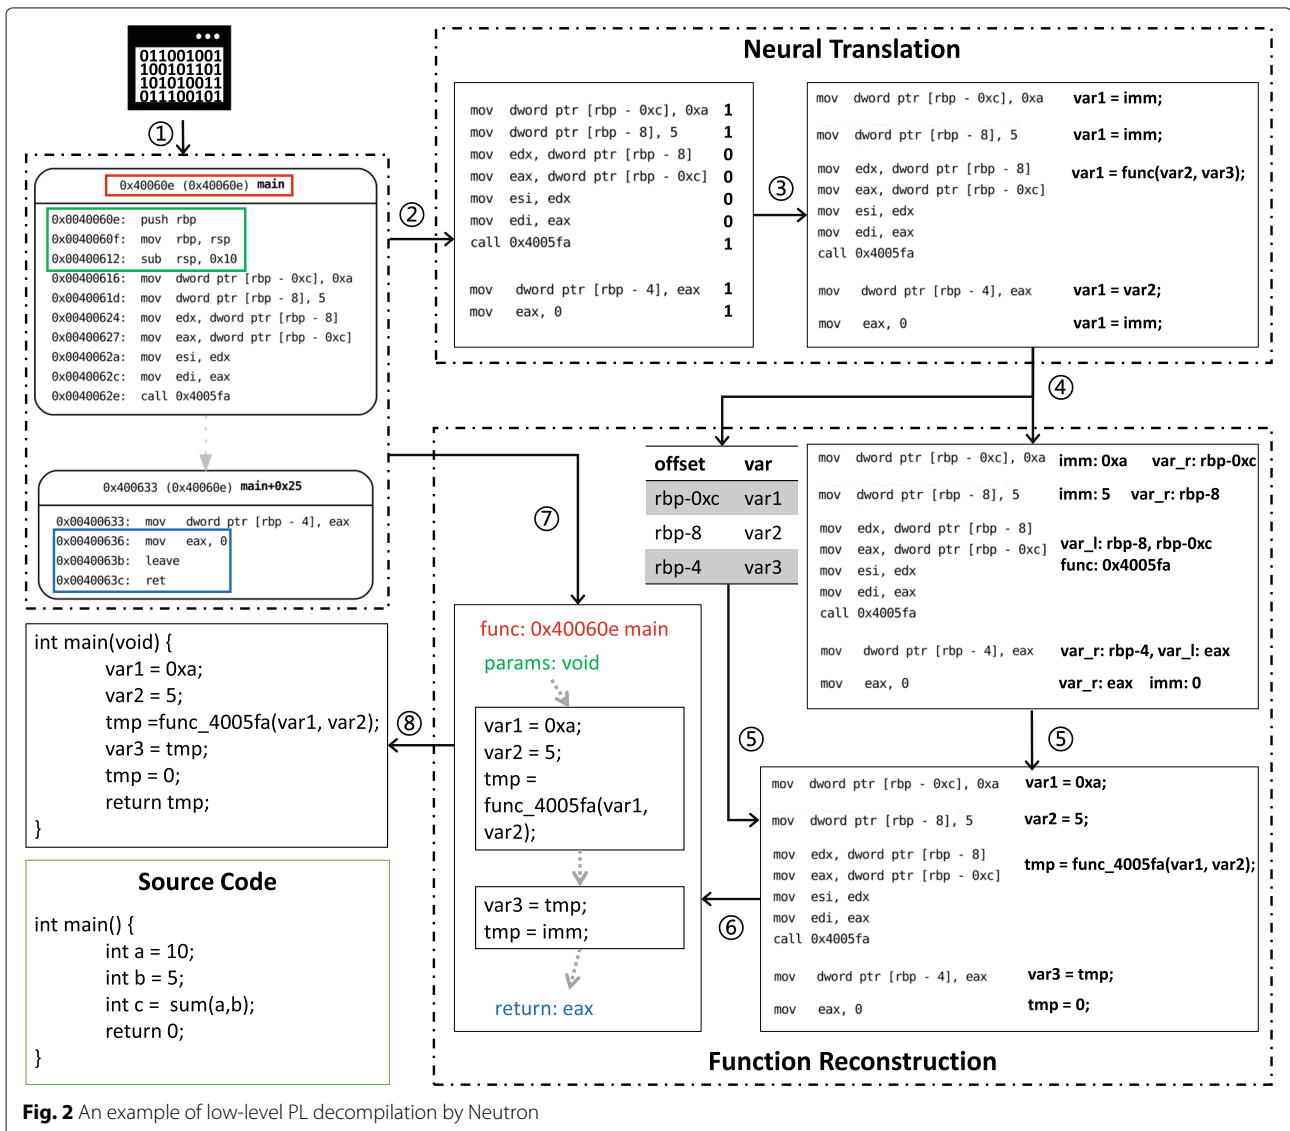 011001001
100101101
101010011
011100101
①
0x40060e (0x40060e) main
0x0040060e: push rbp
0x0040060f: mov rbp, rsp
0x00400612: sub rsp, 0x10
0x00400616: mov dword ptr [rbp - 0xc], 0xa
0x0040061d: mov dword ptr [rbp - 8], 5
0x00400624: mov edx, dword ptr [rbp - 8]
0x00400627: mov eax, dword ptr [rbp - 0xc]
0x0040062a: mov esi, edx
0x0040062c: mov edi, eax
0x0040062e: call 0x4005fa
0x400633 (0x40060e) main+0x25
0x00400633: mov dword ptr [rbp - 4], eax
0x00400636: mov eax, 0
0x0040063b: leave
0x0040063c: ret
②
Neural Translation
mov dword ptr [rbp - 0xc], 0xa 1
mov dword ptr [rbp - 8], 5 1
mov edx, dword ptr [rbp - 8] 0
mov eax, dword ptr [rbp - 0xc] 0
mov esi, edx 0
mov edi, eax 0
call 0x4005fa 1
mov dword ptr [rbp - 4], eax 1
mov eax, 0 1
③
mov dword ptr [rbp - 0xc], 0xa var1 = imm;
mov dword ptr [rbp - 8], 5 var1 = imm;
mov edx, dword ptr [rbp - 8]
var1 = func(var2, var3);
mov eax, dword ptr [rbp - 0xc]
mov esi, edx
mov edi, eax
call 0x4005fa
mov dword ptr [rbp - 4], eax var1 = var2;
mov eax, 0 var1 = imm;
④
offset var
rbp-0xc var1
rbp-8 var2
rbp-4 var3
mov dword ptr [rbp - 0xc], 0xa imm: 0xa var_r: rbp-0xc
mov dword ptr [rbp - 8], 5 imm: 5 var_r: rbp-8
mov edx, dword ptr [rbp - 8]
var_l: rbp-8, rbp-0xc
mov eax, dword ptr [rbp - 0xc]
func: 0x4005fa
mov esi, edx
mov edi, eax
call 0x4005fa
mov dword ptr [rbp - 4], eax var_r: rbp-4, var_l: eax
mov eax, 0 var_r: eax imm: 0
⑤
⑤
mov dword ptr [rbp - 0xc], 0xa var1 = 0xa;
mov dword ptr [rbp - 8], 5 var2 = 5;
mov edx, dword ptr [rbp - 8]
tmp = func_4005fa(var1, var2);
mov eax, dword ptr [rbp - 0xc]
mov esi, edx
mov edi, eax
call 0x4005fa
mov dword ptr [rbp - 4], eax var3 = tmp;
mov eax, 0 tmp = 0;
⑥
⑦
func: 0x40060e main
params: void
var1 = 0xa;
var2 = 5;
tmp =
func_4005fa(var1,
var2);
var3 = tmp;
tmp = imm;
return: eax
Function Reconstruction
⑧
int main(void) {
var1 = 0xa;
var2 = 5;
tmp =func_4005fa(var1, var2);
var3 = tmp;
tmp = 0;
return tmp;
}
Source Code
int main() {
int a = 10;
int b = 5;
int c = sum(a,b);
return 0;
}
Fig. 2 An example of low-level PL decompilation by Neutron